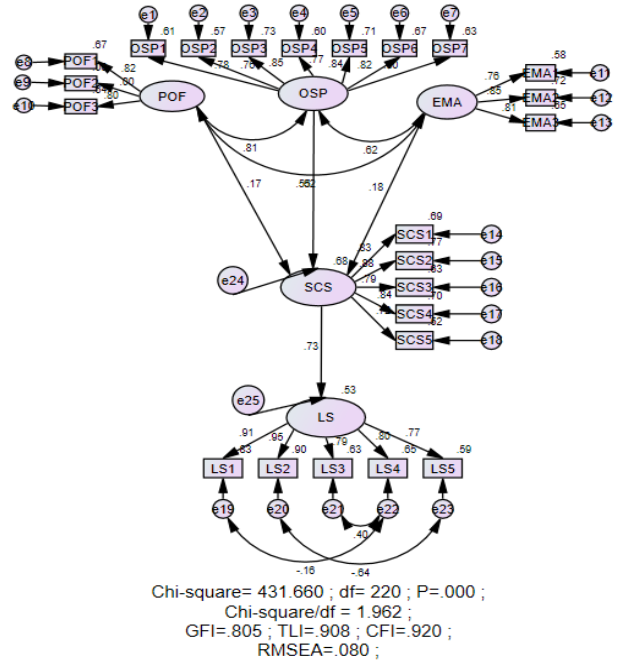 e1 e2 e3 e4 e5 e6 e7
.61 .57 .73 .60 .71 .67 .63
OSP1 OSP2 OSP3 OSP4 OSP5 OSP6 OSP7
.78 .76 .85 .77 .84 .82
e8 POF1 .67
e9 POF2
e10 POF3
.82
.80
POF OSP EMA
.76 .85 .81
EMA1 .58 e11
EMA2 .72 e12
EMA3 .65 e13
.81 .62
.17 .18
e24 .68 SCS
.83 .88 .79 .84
SCS1 .69 e14
SCS2 .77 e15
SCS3 .63 e16
SCS4 .70 e17
SCS5 .62 e18
.73
e25 .53 LS
.91 .95 .79 .80 .77
.83 .90 .63 .65 .59
LS1 LS2 LS3 LS4 LS5
e19 e20 e21 e22 e23
.40
-.16 -.64
Chi-square= 431.660 ; df= 220 ; P=.000 ;
Chi-square/df = 1.962 ;
GFI=.805 ; TLI=.908 ; CFI=.920 ;
RMSEA=.080 ;